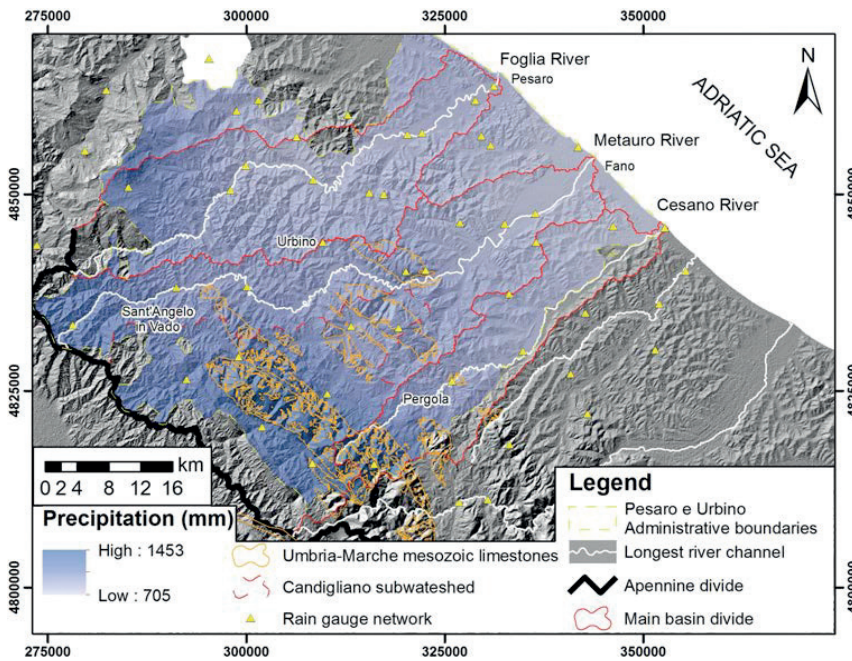 275000 300000 325000 350000
N
Foglia River
Pesaro
ADRIATIC SEA
Metauro River
Fano
4850000
4850000
Cesano River
Urbino
Sant'Angelo
in Vado
Pergola
4825000
4825000
km
0 2 4 8 12 16
Precipitation (mm)
High : 1453
Low : 705
Umbria-Marche mesozoic limestones
Candigliano subwateshed
Rain gauge network
Legend
Pesaro e Urbino
Administrative boundaries
Longest river channel
Apennine divide
Main basin divide
4800000
4800000
275000 300000 325000 350000